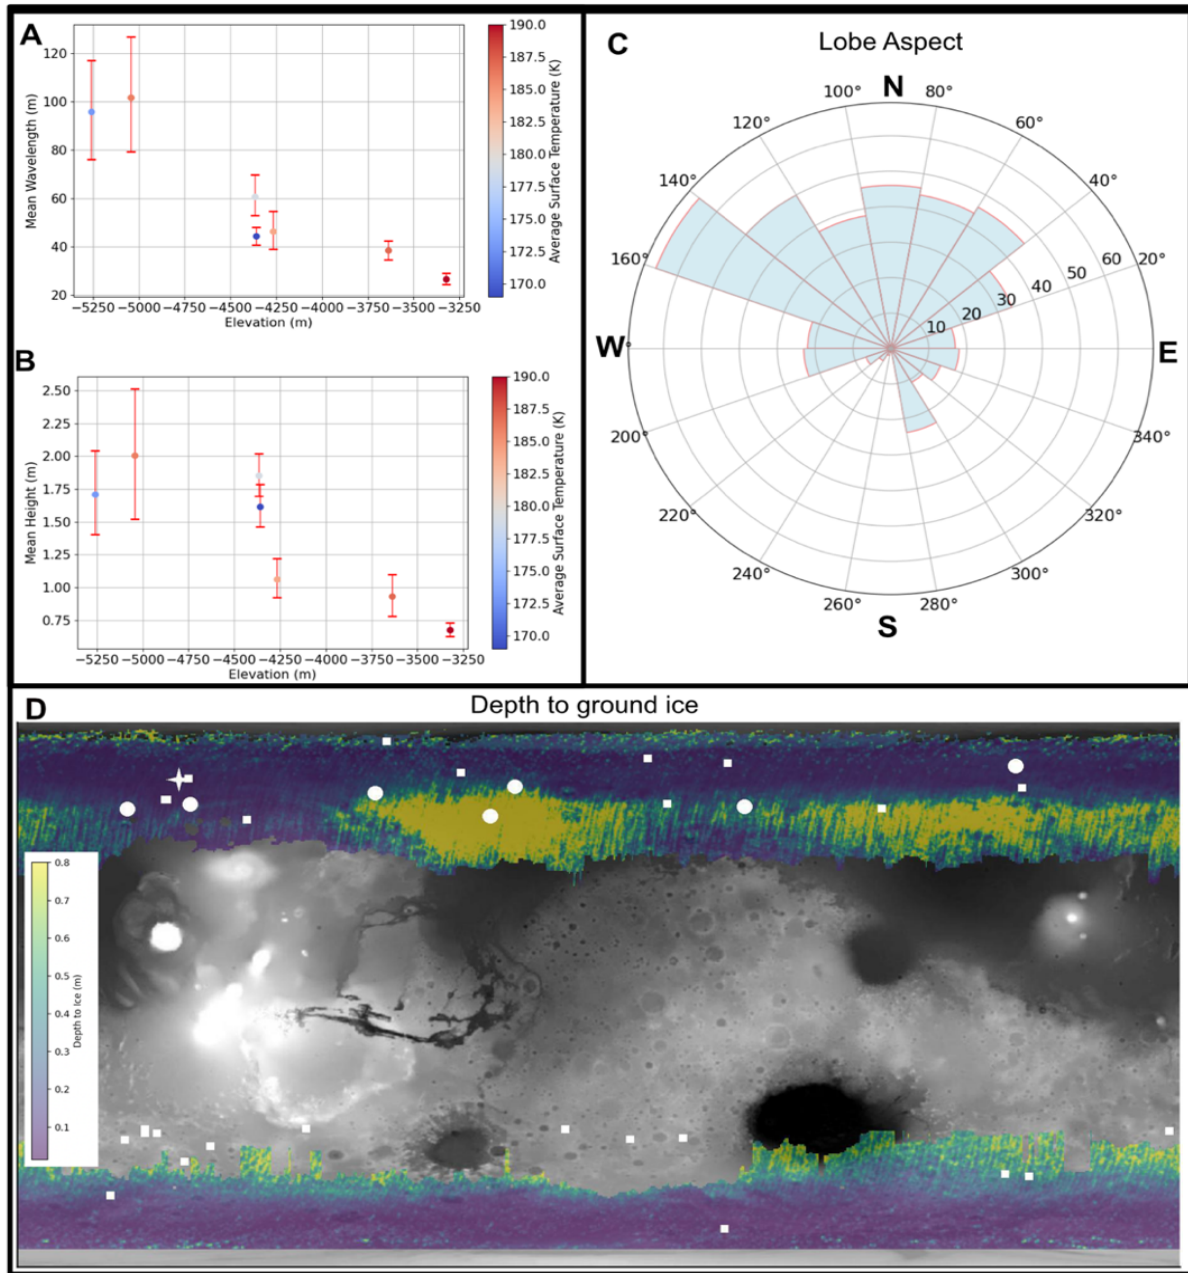 A
120
100
80
60
40
20
Mean Wavelength (m)
−5250 −5000 −4750 −4500 −4250 −4000 −3750 −3500 −3250
Elevation (m)
190.0
187.5
185.0
182.5
180.0
177.5
175.0
172.5
170.0
Average Surface Temperature (K)
B
2.50
2.25
2.00
1.75
1.50
1.25
1.00
0.75
Mean Height (m)
−5250 −5000 −4750 −4500 −4250 −4000 −3750 −3500 −3250
Elevation (m)
190.0
187.5
185.0
182.5
180.0
177.5
175.0
172.5
170.0
Average Surface Temperature (K)
C
Lobe Aspect
N
100° 80°
120° 60°
140° 40°
160° 20°
10 20 30 40 50 60
W° E
200° 340°
220° 320°
240° 300°
260° 280°
S
D
Depth to ground ice
0.8
0.7
0.6
0.5
0.4
0.3
0.2
0.1
Depth to Ice (m)